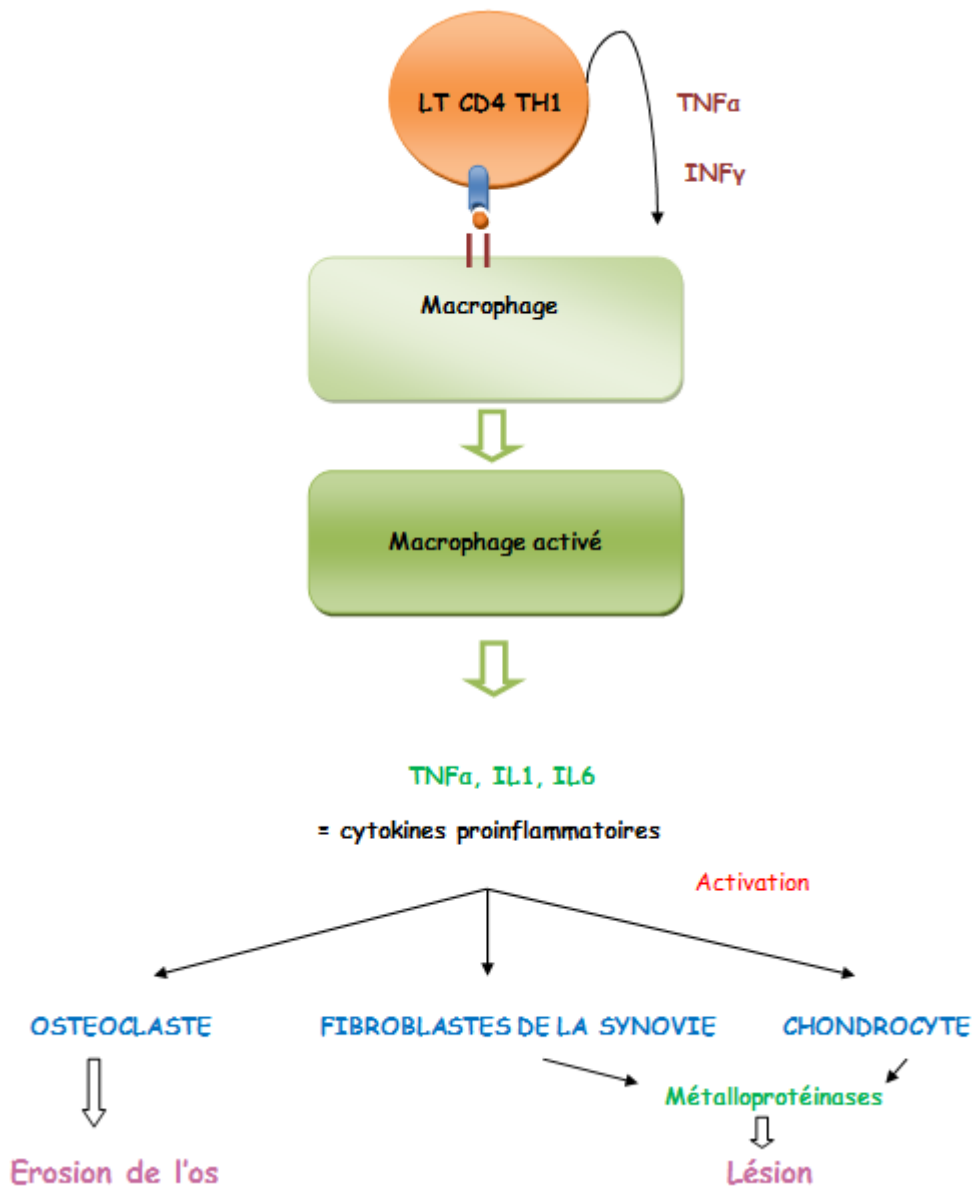 LT CD4 TH1
TNFα
INFγ
Macrophage
Macrophage activé
TNFα, IL1, IL6
= cytokines proinflammatoires
Activation
OSTEOCLASTE
FIBROBLASTES DE LA SYNOVIE
CHONDROCYTE
Métalloprotéinases
Erosion de l'os
Lésion